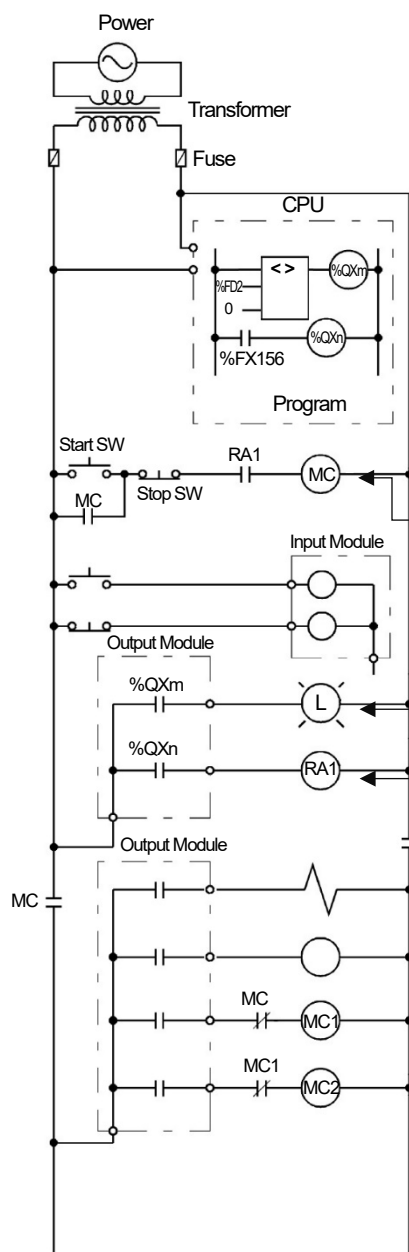 Power
Transformer
Fuse
CPU
< >
%QXm
%FD2
0
%QXn
%FX156
Program
Start SW
RA1
MC
MC
Stop SW
Input Module
Output Module
%QXm
L
%QXn
RA1
Output Module
MC
MC
MC1
MC1
MC2